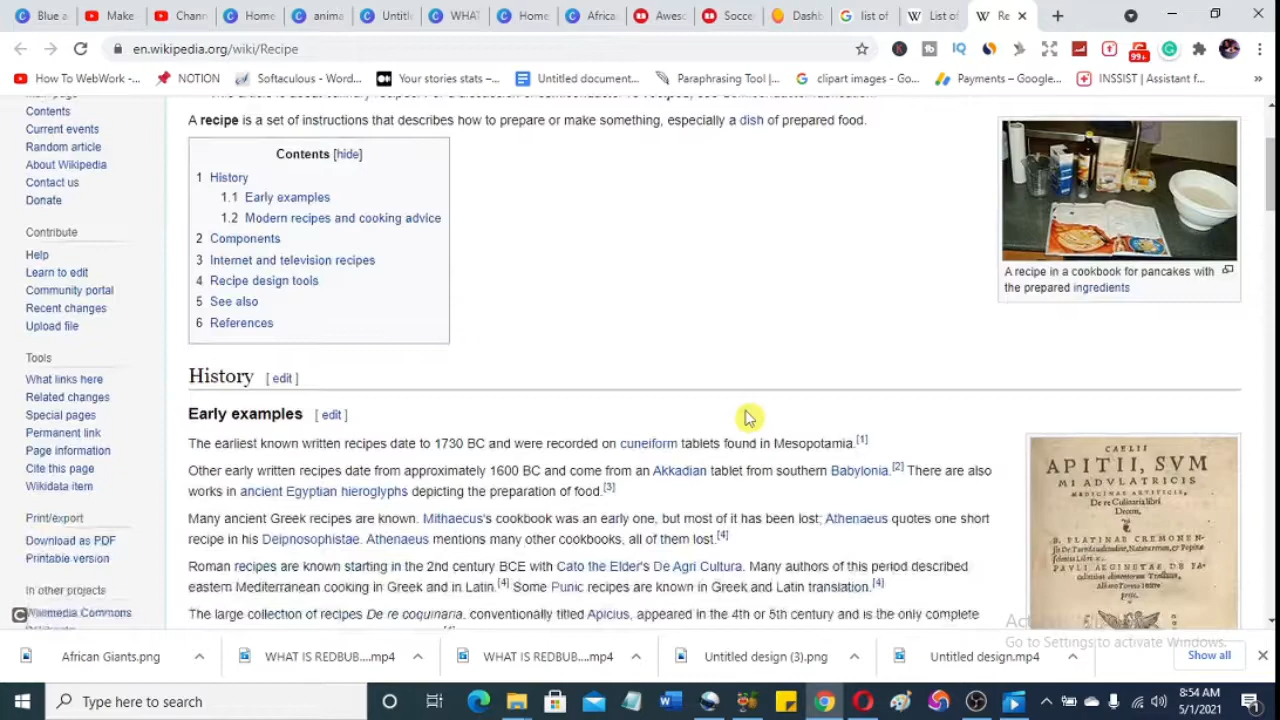 Blue a
Make
Chann
Home
anima
Untitle
WHAT
Home
Africa
Aweso
Socce
Dashb
list of
List of
Re
en.wikipedia.org/wiki/Recipe
99+
How To WebWork -...
NOTION
Softaculous - Word...
Your stories stats –...
Untitled document...
Paraphrasing Tool |...
clipart images - Go...
Payments – Google...
INSSIST | Assistant f...
»
Contents
Current events
Random article
About Wikipedia
Contact us
Donate
Contribute
Help
Learn to edit
Community portal
Recent changes
Upload file
Tools
What links here
Related changes
Special pages
Permanent link
Page information
Cite this page
Wikidata item
Print/export
Download as PDF
Printable version
In other projects
Wikimedia Commons
A recipe is a set of instructions that describes how to prepare or make something, especially a dish of prepared food.
Contents [hide]
1 History
1.1 Early examples
1.2 Modern recipes and cooking advice
2 Components
3 Internet and television recipes
4 Recipe design tools
5 See also
6 References
A recipe in a cookbook for pancakes with
the prepared ingredients
History [ edit ]
Early examples [ edit ]
The earliest known written recipes date to 1730 BC and were recorded on cuneiform tablets found in Mesopotamia.[1]
Other early written recipes date from approximately 1600 BC and come from an Akkadian tablet from southern Babylonia.[2] There are also
works in ancient Egyptian hieroglyphs depicting the preparation of food.[3]
Many ancient Greek recipes are known. Mithaecus's cookbook was an early one, but most of it has been lost; Athenaeus quotes one short
recipe in his Deipnosophistae. Athenaeus mentions many other cookbooks, all of them lost.[4]
Roman recipes are known starting in the 2nd century BCE with Cato the Elder's De Agri Cultura. Many authors of this period described
eastern Mediterranean cooking in Greek and in Latin.[4] Some Punic recipes are known in Greek and Latin translation.[4]
The large collection of recipes De re coquinaria, conventionally titled Apicius, appeared in the 4th or 5th century and is the only complete
CAELII
APITII, SVM
MI ADVLATRICIS
De re Culinaria libri
Decem.
B. PLATINAE CREMONEN-
Go to Settings to activate Windows.
African Giants.png
WHAT IS REDBUB....mp4
WHAT IS REDBUB....mp4
Untitled design (3).png
Untitled design.mp4
Show all
Type here to search
8:54 AM
5/1/2021
1